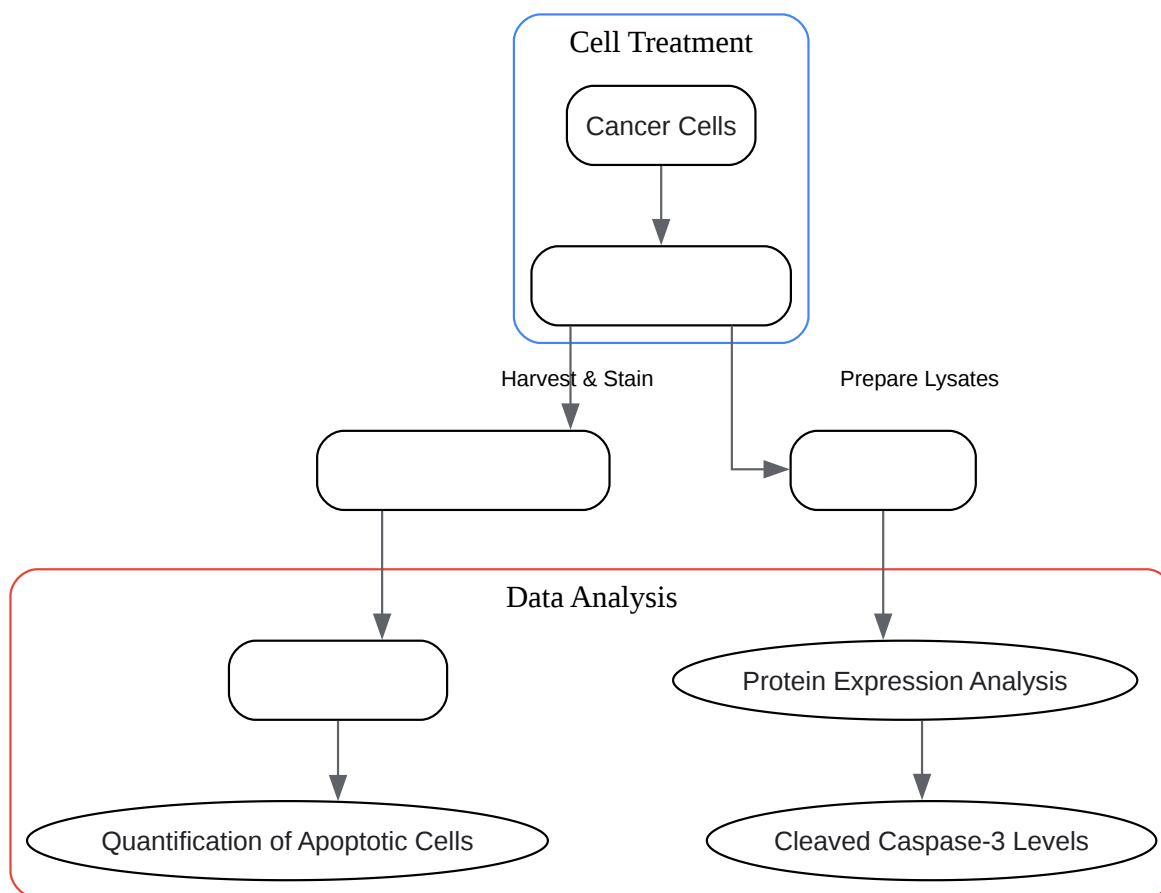 Cell Treatment
Cancer Cells
Harvest & Stain
Prepare Lysates
Data Analysis
Protein Expression Analysis
Quantification of Apoptotic Cells
Cleaved Caspase-3 Levels